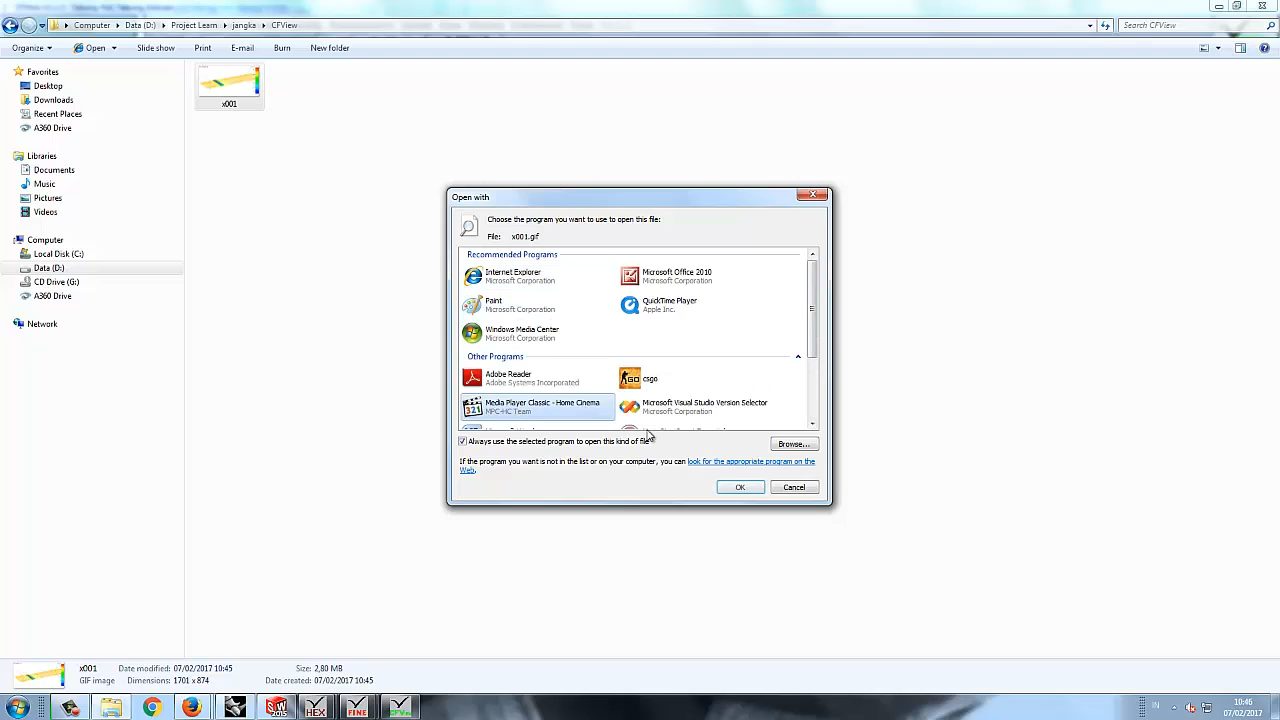 Computer ▸ Data (D:) ▸ Project Learn ▸ jangka ▸ CFView
Search CFView
Organize Open Slide show Print E-mail Burn New folder
Favorites
Desktop
Downloads
Recent Places
A360 Drive
Libraries
Documents
Music
Pictures
Videos
Computer
Local Disk (C:)
Data (D:)
CD Drive (G:)
A360 Drive
Network
x001
Open with
Choose the program you want to use to open this file:
File: x001.gif
Recommended Programs
Internet Explorer
Microsoft Corporation
Microsoft Office 2010
Microsoft Corporation
Paint
Microsoft Corporation
QuickTime Player
Apple Inc.
Windows Media Center
Microsoft Corporation
Other Programs
Adobe Reader
Adobe Systems Incorporated
csgo
Media Player Classic - Home Cinema
MPC-HC Team
Microsoft Visual Studio Version Selector
Microsoft Corporation
Always use the selected program to open this kind of file
Browse...
If the program you want is not in the list or on your computer, you can look for the appropriate program on the
Web.
OK Cancel
x001 Date modified: 07/02/2017 10:45 Size: 2,80 MB
GIF image Dimensions: 1701 x 874 Date created: 07/02/2017 10:45
HEX
FINE
IN
10:46
07/02/2017